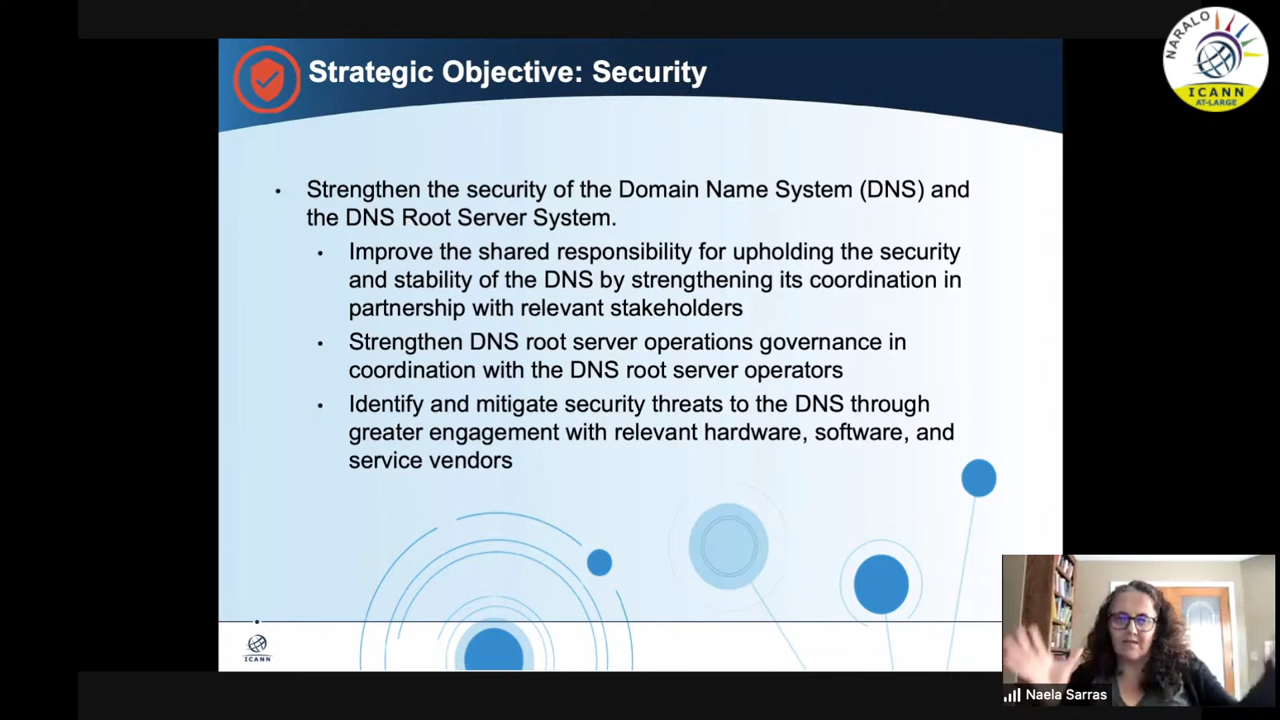 NARALO
ICANN
AT-LARGE
Strategic Objective: Security
• Strengthen the security of the Domain Name System (DNS) and
the DNS Root Server System.
• Improve the shared responsibility for upholding the security
and stability of the DNS by strengthening its coordination in
partnership with relevant stakeholders
• Strengthen DNS root server operations governance in
coordination with the DNS root server operators
• Identify and mitigate security threats to the DNS through
greater engagement with relevant hardware, software, and
service vendors
ICANN
Naela Sarras